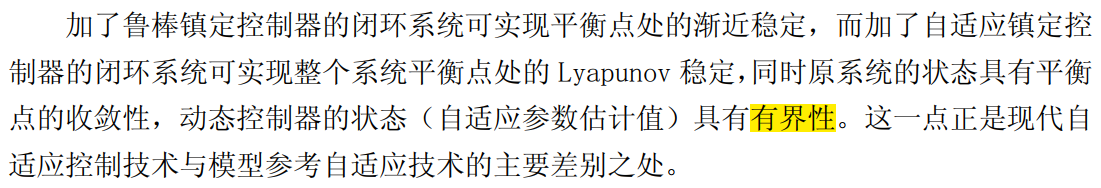 加了鲁棒镇定控制器的闭环系统可实现平衡点处的渐近稳定，而加了自适应镇定控
制器的闭环系统可实现整个系统平衡点处的 Lyapunov 稳定，同时原系统的状态具有平衡
点的收敛性，动态控制器的状态（自适应参数估计值）具有有界性。这一点正是现代自
适应控制技术与模型参考自适应技术的主要差别之处。